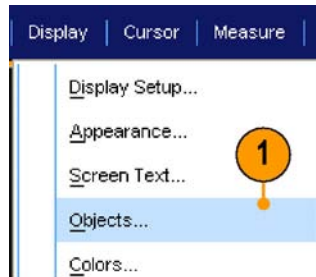 Display | Cursor | Measure |
Display Setup...
Appearance...
1
Screen Text...
Objects...
Colors...